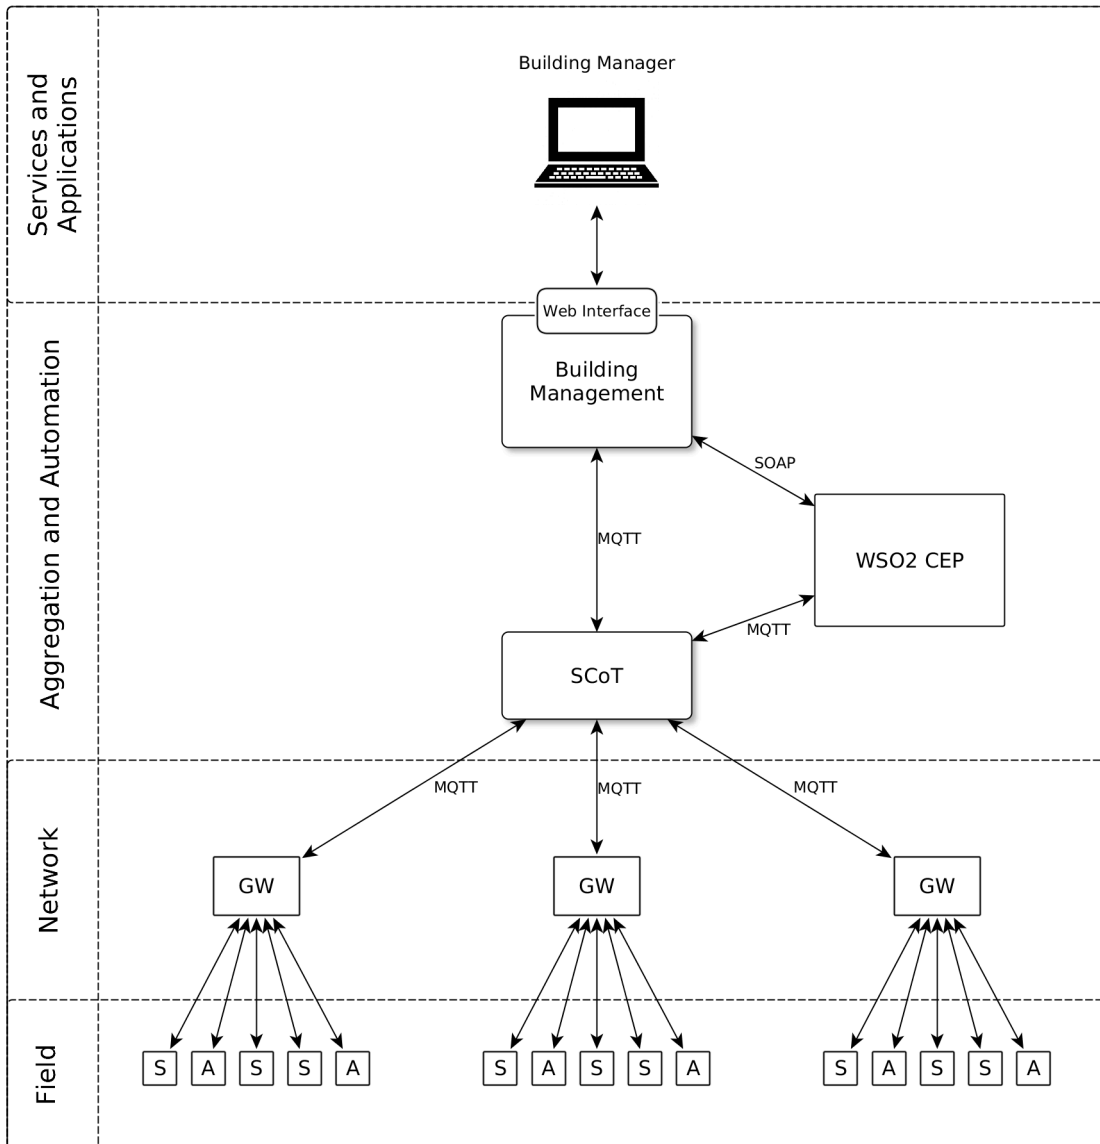 Services and
Applications
Building Manager
Web Interface
Building
Management
Aggregation and Automation
SOAP
MQTT
WSO2 CEP
MQTT
SCoT
MQTT
MQTT
MQTT
Network
GW
GW
GW
Field
S A S S A
S A S S A
S A S S A